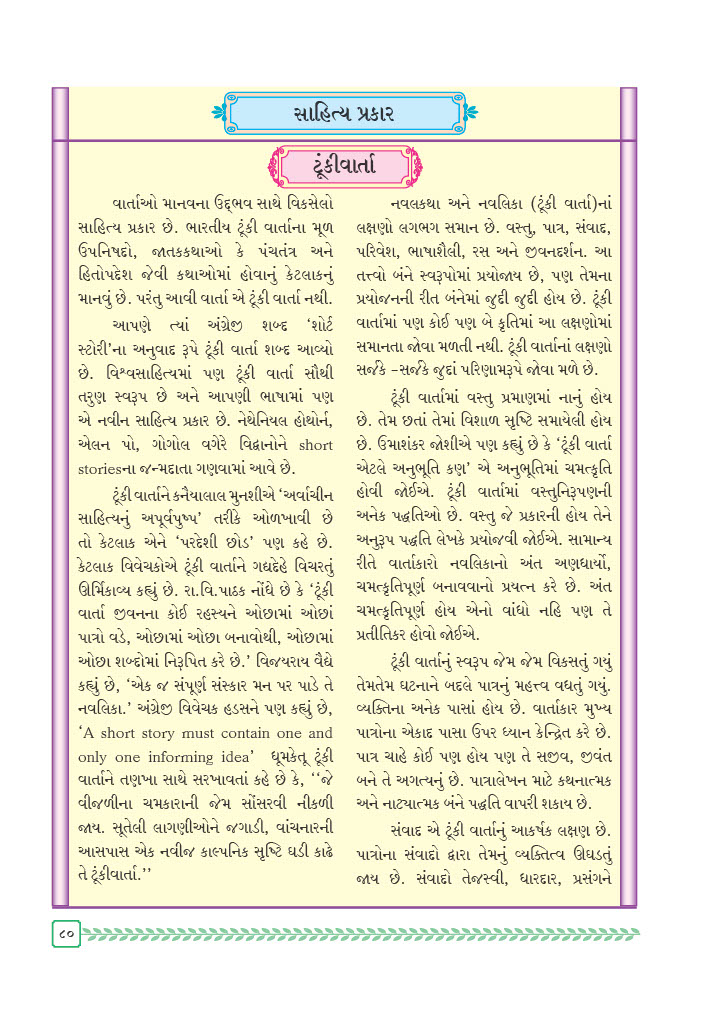 સાહિત્ય પ્રકાર
ટૂંકીવાર્તા
વાર્તાઓ માનવના ઉદ્ભવ સાથે વિકસેલો
સાહિત્ય પ્રકાર છે. ભારતીય ટૂંકી વાર્તાના મૂળ
ઉપનિષદો, જાતકકથાઓ કે પંચતંત્ર અને
હિતોપદેશ જેવી કથાઓમાં હોવાનું કેટલાકનું
માનવું છે. પરંતુ આવી વાર્તા એ ટૂંકી વાર્તા નથી.
આપણે ત્યાં અંગ્રેજી શબ્દ ‘શોર્ટ
સ્ટોરી’ના અનુવાદ રૂપે ટૂંકી વાર્તા શબ્દ આવ્યો
છે. વિશ્વસાહિત્યમાં પણ ટૂંકી વાર્તા સૌથી
તરુણ સ્વરૂપ છે અને આપણી ભાષામાં પણ
એ નવીન સાહિત્ય પ્રકાર છે. નેથેનિયલ હોથોર્ન,
એલન પો, ગોગોલ વગેરે વિદ્વાનોને short
storiesના જન્મદાતા ગણવામાં આવે છે.
ટૂંકી વાર્તાને કનૈયાલાલ મુનશીએ ‘અર્વાચીન
સાહિત્યનું અપૂર્વપુષ્પ’ તરીકે ઓળખાવી છે
તો કેટલાક એને ‘પરદેશી છોડ’ પણ કહે છે.
કેટલાક વિવેચકોએ ટૂંકી વાર્તાને ગદ્યદેહે વિચરતું
ઊર્મિકાવ્ય કહ્યું છે. રા.વિ.પાઠક નોંધે છે કે ‘ટૂંકી
વાર્તા જીવનના કોઈ રહસ્યને ઓછામાં ઓછાં
પાત્રો વડે, ઓછામાં ઓછા બનાવોથી, ઓછામાં
ઓછા શબ્દોમાં નિરૂપિત કરે છે.’ વિજયરાય વૈદ્યે
કહ્યું છે, ‘એક જ સંપૂર્ણ સંસ્કાર મન પર પાડે તે
નવલિકા.’ અંગ્રેજી વિવેચક હડસને પણ કહ્યું છે,
‘A short story must contain one and
only one informing idea’ ધૂમકેતૂ ટૂંકી
વાર્તાને તણખા સાથે સરખાવતાં કહે છે કે, ‘‘જે
વીજળીના ચમકારાની જેમ સોંસરવી નીકળી
જાય. સૂતેલી લાગણીઓને જગાડી, વાંચનારની
આસપાસ એક નવીજ કાલ્પનિક સૃષ્ટિ ઘડી કાઢે
તે ટૂંકીવાર્તા.’’
નવલકથા અને નવલિકા (ટૂંકી વાર્તા)નાં
લક્ષણો લગભગ સમાન છે. વસ્તુ, પાત્ર, સંવાદ,
પરિવેશ, ભાષાશૈલી, રસ અને જીવનદર્શન. આ
તત્ત્વો બંને સ્વરૂપોમાં પ્રયોજાય છે, પણ તેમના
પ્રયોજનની રીત બંનેમાં જુદી જુદી હોય છે. ટૂંકી
વાર્તામાં પણ કોઈ પણ બે કૃતિમાં આ લક્ષણોમાં
સમાનતા જોવા મળતી નથી. ટૂંકી વાર્તાનાં લક્ષણો
સર્જકે –સર્જકે જુદાં પરિણામરૂપે જોવા મળે છે.
ટૂંકી વાર્તામાં વસ્તુ પ્રમાણમાં નાનું હોય
છે. તેમ છતાં તેમાં વિશાળ સૃષ્ટિ સમાયેલી હોય
છે. ઉમાશંકર જોશીએ પણ કહ્યું છે કે ‘ટૂંકી વાર્તા
એટલે અનુભૂતિ કણ’ એ અનુભૂતિમાં ચમત્કૃતિ
હોવી જોઈએ. ટૂંકી વાર્તામાં વસ્તુનિરૂપણની
અનેક પદ્ધતિઓ છે. વસ્તુ જે પ્રકારની હોય તેને
અનુરૂપ પદ્ધતિ લેખકે પ્રયોજવી જોઈએ. સામાન્ય
રીતે વાર્તાકારો નવલિકાનો અંત અણધાર્યો,
ચમત્કૃતિપૂર્ણ બનાવવાનો પ્રયત્ન કરે છે. અંત
ચમત્કૃતિપૂર્ણ હોય એનો વાંધો નહિ પણ તે
પ્રતીતિકર હોવો જોઈએ.
ટૂંકી વાર્તાનું સ્વરૂપ જેમ જેમ વિકસતું ગયું
તેમતેમ ઘટનાને બદલે પાત્રનું મહત્ત્વ વધતું ગયું.
વ્યક્તિના અનેક પાસાં હોય છે. વાર્તાકાર મુખ્ય
પાત્રોના એકાદ પાસા ઉપર ધ્યાન કેન્દ્રિત કરે છે.
પાત્ર ચાહે કોઈ પણ હોય પણ તે સજીવ, જીવંત
બને તે અગત્યનું છે. પાત્રાલેખન માટે કથનાત્મક
અને નાટ્યાત્મક બંને પદ્ધતિ વાપરી શકાય છે.
સંવાદ એ ટૂંકી વાર્તાનું આકર્ષક લક્ષણ છે.
પાત્રોના સંવાદો દ્વારા તેમનું વ્યક્તિત્વ ઊઘડતું
જાય છે. સંવાદો તેજસ્વી, ધારદાર, પ્રસંગને
૮૦